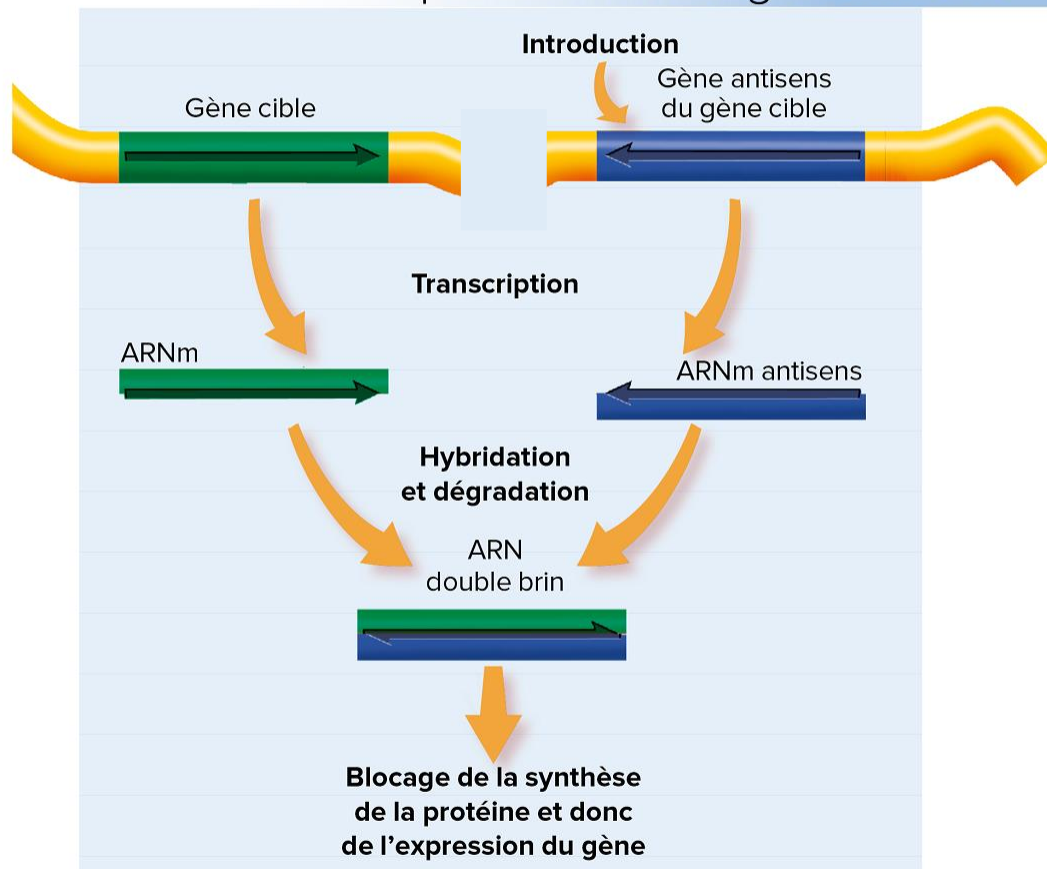 Introduction
Gène cible
Gène antisens
du gène cible
Transcription
ARNm
ARNm antisens
Hybridation
et dégradation
ARN
double brin
Blocage de la synthèse
de la protéine et donc
de l'expression du gène